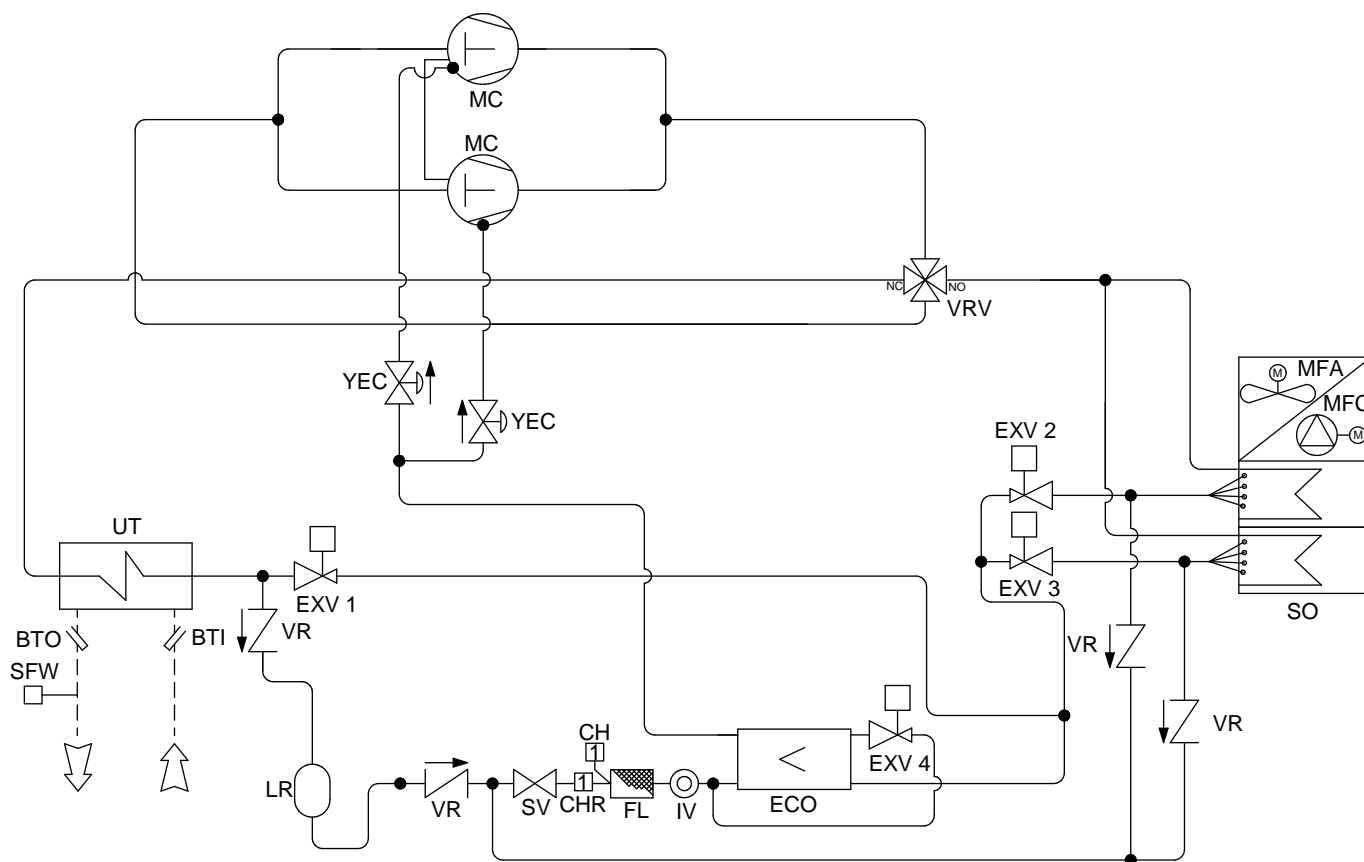 MC
MC
NC
NO
VRV
YEC
YEC
M
MFA
MFC
M
EXV 2
EXV 3
SO
UT
EXV 1
VR
BTO
BTI
SFW
VR
VR
CH
1
EXV 4
LR
VR
SV
1
CHR
FL
IV
ECO